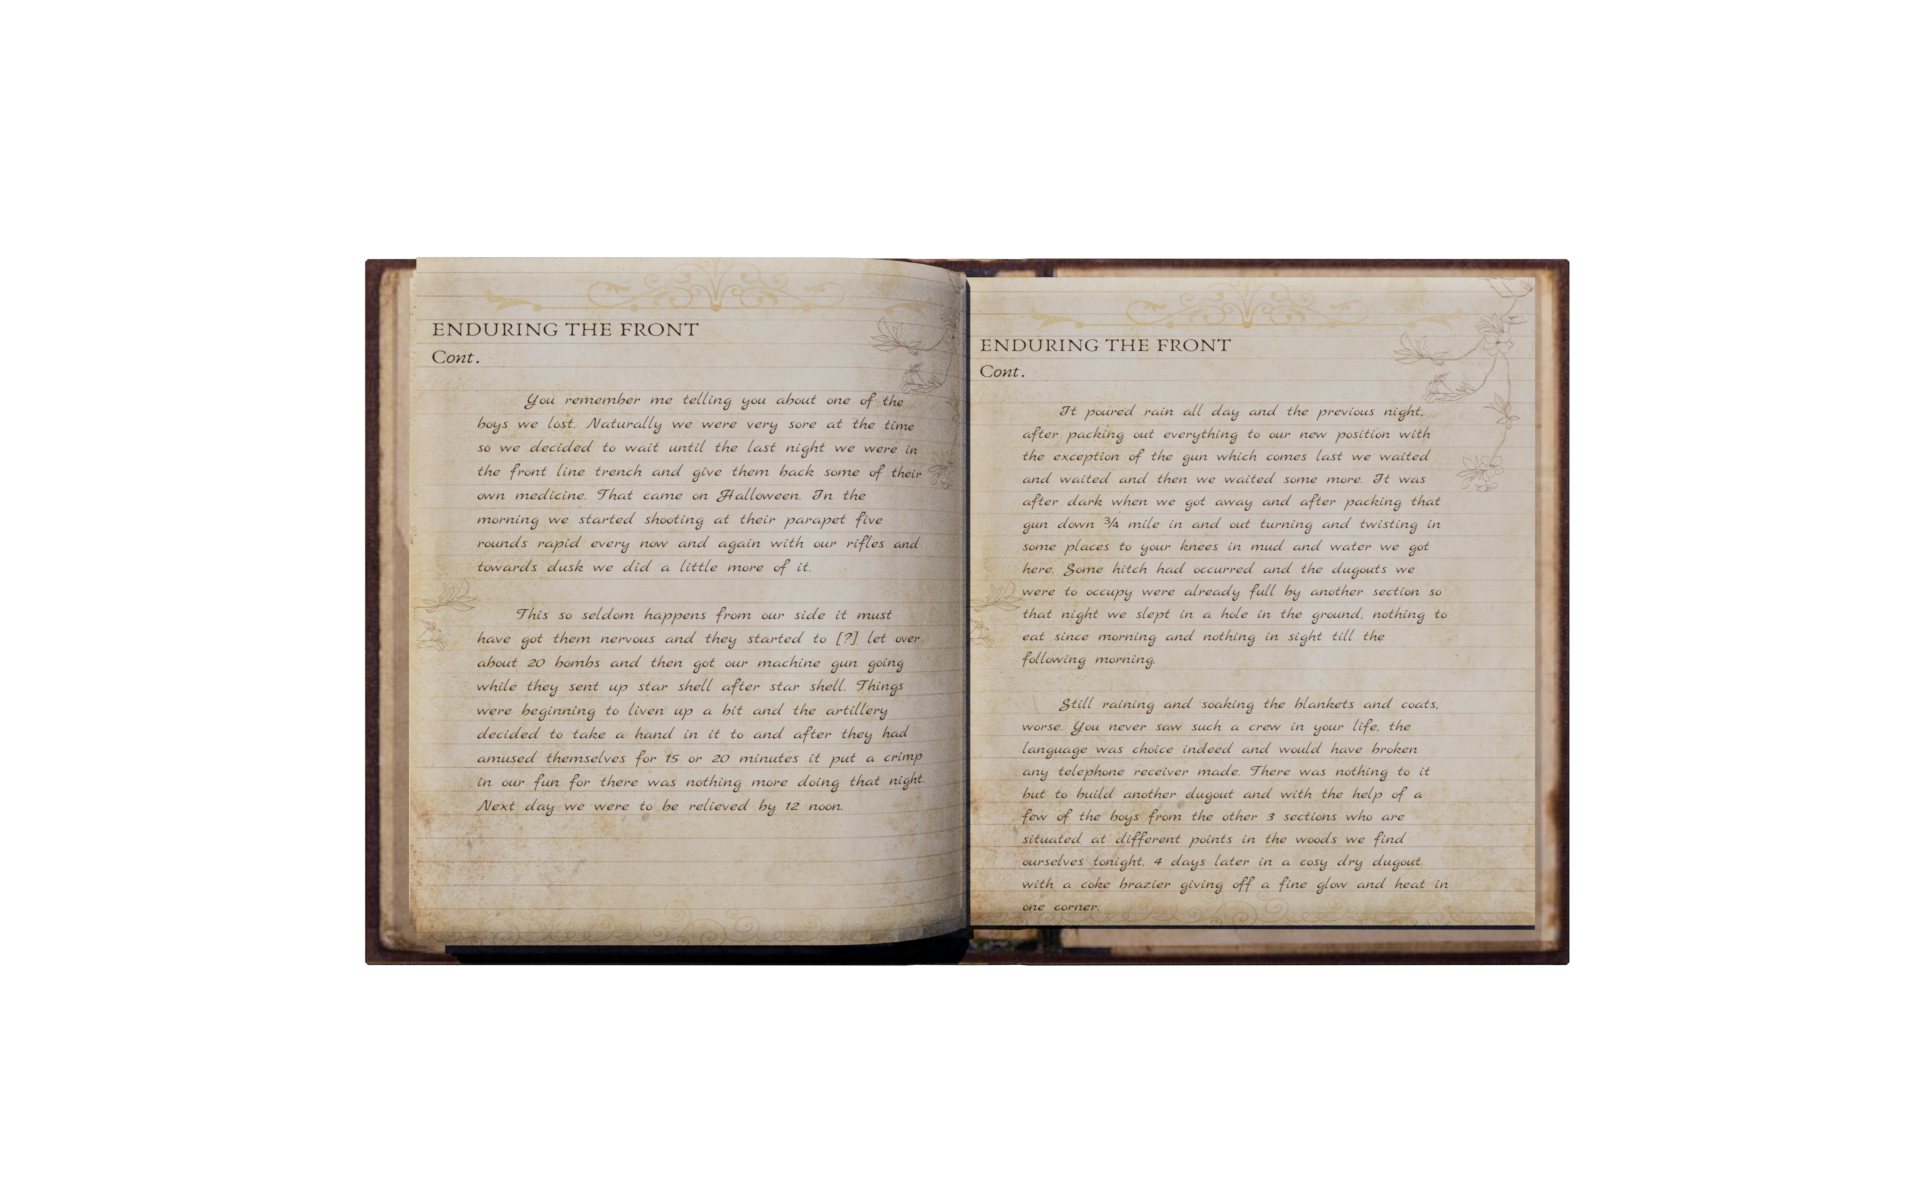 ENDURING THE FRONT
Cont.
You remember me telling you about one of the
boys we lost. Naturally we were very sore at the time
so we decided to wait until the last night we were in
the front line trench and give them back some of their
own medicine. That came on Halloween. In the
morning we started shooting at their parapet five
rounds rapid every now and again with our rifles and
towards dusk we did a little more of it.
This so seldom happens from our side it must
have got them nervous and they started to [?] let over
about 20 bombs and then got our machine gun going
while they sent up star shell after star shell. Things
were beginning to liven up a bit and the artillery
decided to take a hand in it to and after they had
amused themselves for 15 or 20 minutes it put a crimp
in our fun for there was nothing more doing that night.
Next day we were to be relieved by 12 noon.
ENDURING THE FRONT
Cont.
It poured rain all day and the previous night,
after packing out everything to our new position with
the exception of the gun which comes last we waited
and waited and then we waited some more. It was
after dark when we got away and after packing that
gun down ¾ mile in and out turning and twisting in
some places to your knees in mud and water we got
here. Some hitch had occurred and the dugouts we
were to occupy were already full by another section so
that night we slept in a hole in the ground, nothing to
eat since morning and nothing in sight till the
following morning.
Still raining and soaking the blankets and coats,
worse. You never saw such a crew in your life, the
language was choice indeed and would have broken
any telephone receiver made. There was nothing to it
but to build another dugout and with the help of a
few of the boys from the other 3 sections who are
situated at different points in the woods we find
ourselves tonight, 4 days later in a cosy dry dugout
with a coke brazier giving off a fine glow and heat in
one corner.